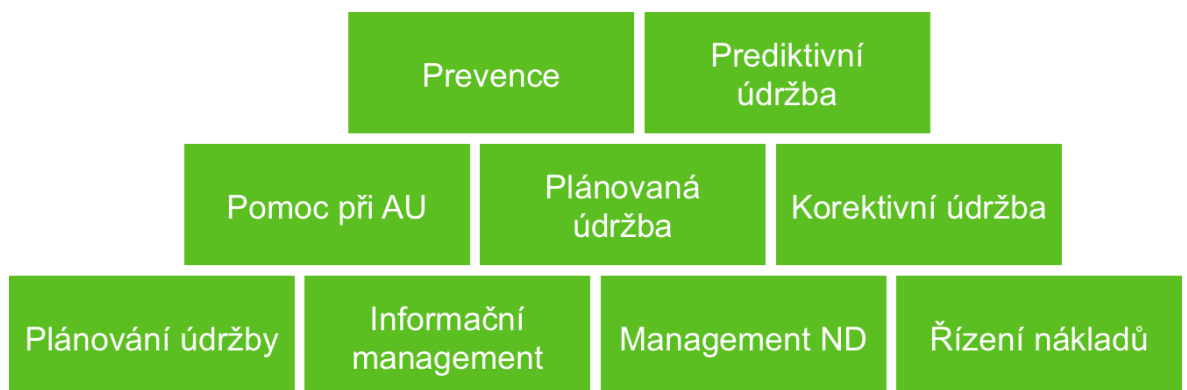 Prevence
Prediktivní
údržba
Pomoc při AU
Plánovaná
údržba
Korektivní údržba
Plánování údržby
Informační
management
Management ND
Řízení nákladů